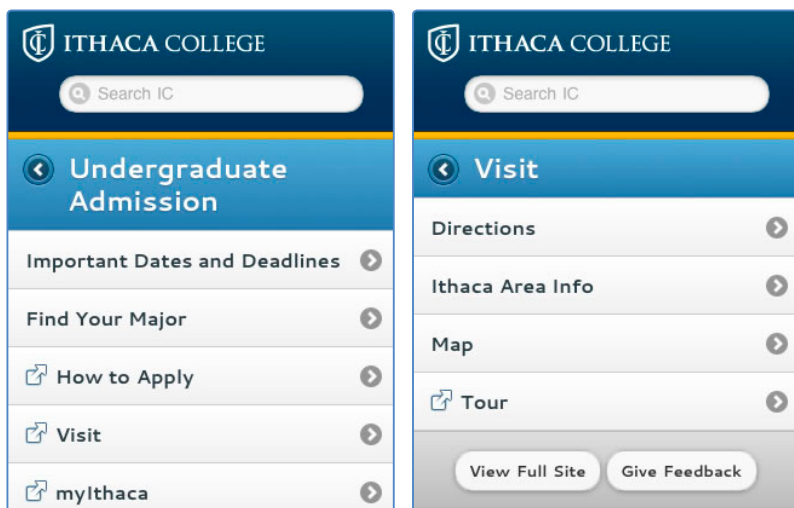 ITHACA COLLEGE
Search IC
Undergraduate
Admission
Important Dates and Deadlines
Find Your Major
How to Apply
Visit
myIthaca
ITHACA COLLEGE
Search IC
Visit
Directions
Ithaca Area Info
Map
Tour
View Full Site Give Feedback